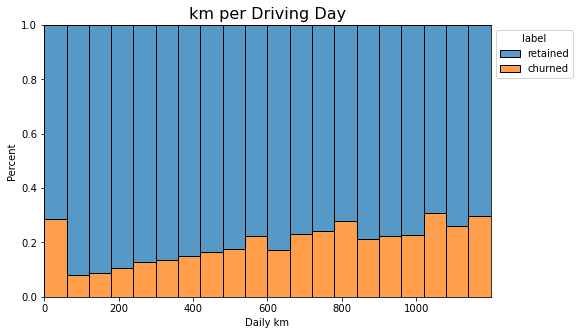 km per Driving Day
label
retained
churned
Percent
1.0
0.8
0.6
0.4
0.2
0.0
0 200 400 600 800 1000
Daily km